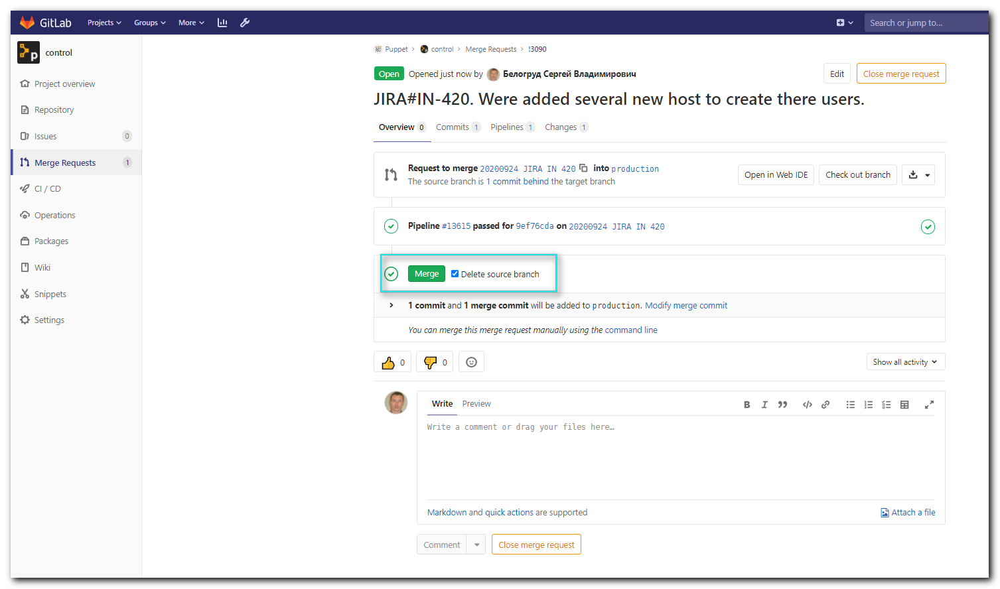 GitLab Projects Groups More Search or jump to...
control
Project overview
Repository
Issues 0
Merge Requests 1
CI / CD
Operations
Packages
Wiki
Snippets
Settings
Puppet > control > Merge Requests > !3090
Open Opened just now by Белогруд Сергей Владимирович Edit Close merge request
JIRA#IN-420. Were added several new host to create there users.
Overview 0 Commits 1 Pipelines 1 Changes 1
Request to merge 20200924 JIRA IN 420 into production
The source branch is 1 commit behind the target branch
Open in Web IDE Check out branch
Pipeline #13615 passed for 9ef76cda on 20200924 JIRA IN 420
Merge Delete source branch
1 commit and 1 merge commit will be added to production. Modify merge commit
You can merge this merge request manually using the command line
0 0 Show all activity
Write Preview
Write a comment or drag your files here…
Markdown and quick actions are supported Attach a file
Comment Close merge request